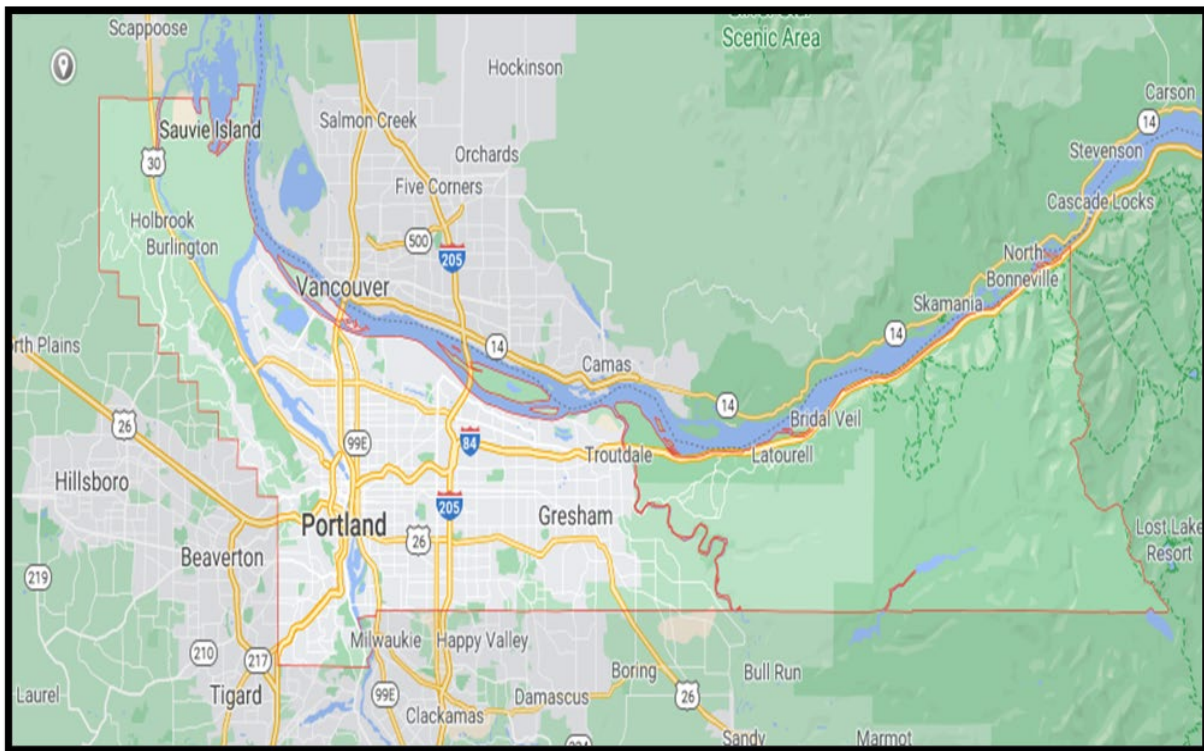 Silver Star
Scenic Area
Scappoose
Hockinson
Carson
14
Salmon Creek
Sauvie Island
Stevenson
30
Orchards
Five Corners
Cascade Locks
Holbrook
Burlington
500
205
North
Bonneville
Vancouver
Skamania
14
14
rth Plains
Camas
14
Bridal Veil
26
99E
84
Troutdale
Latourell
Hillsboro
205
Gresham
Portland
26
Lost Lake
Resort
Beaverton
219
Milwaukie
Happy Valley
210
217
Boring
Bull Run
Laurel
Tigard
99E
Damascus
26
Clackamas
Sandy
Marmot